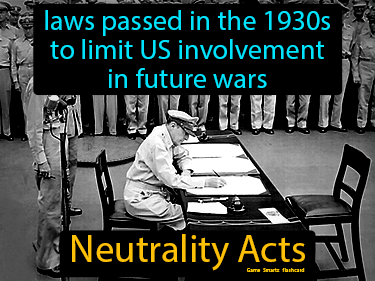 laws passed in the 1930s
to limit US involvement
in future wars
Neutrality Acts
Game Smartz flashcard